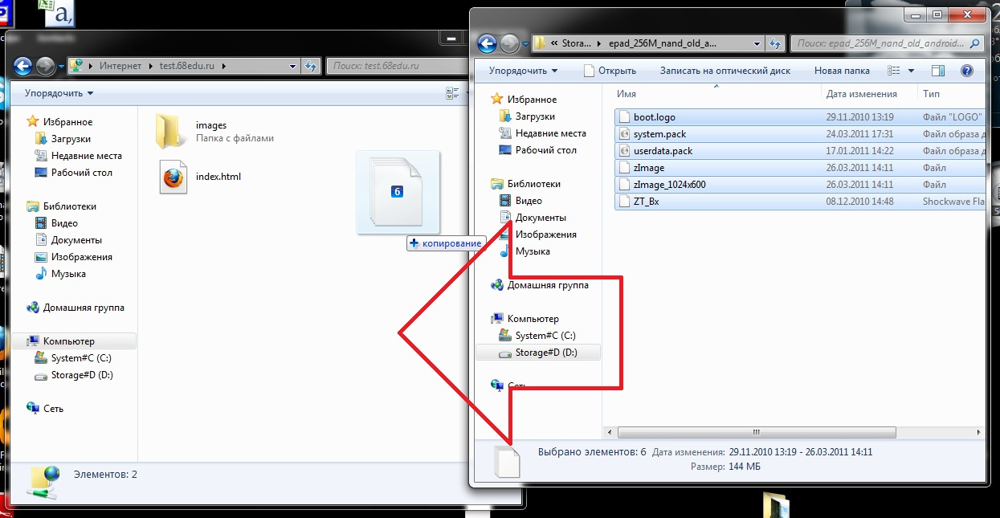 Интернет
test.68edu.ru
Поиск: test.68edu.ru
Упорядочить
Избранное
Загрузки
Недавние места
Рабочий стол
Библиотеки
Видео
Документы
Изображения
Музыка
Домашняя группа
Компьютер
System#C (C:)
Storage#D (D:)
Сеть
images
Папка с файлами
index.html
6
копирование
Элементов: 2
« Stora...
epad_256M_nand_old_a...
Поиск: epad_256M_nand_old_android...
Упорядочить
Открыть
Записать на оптический диск
Новая папка
Избранное
Загрузки
Недавние места
Рабочий стол
Библиотеки
Видео
Документы
Изображения
Музыка
Домашняя группа
Компьютер
System#C (C:)
Storage#D (D:)
Сеть
Имя Дата изменения Тип
boot.logo 29.11.2010 13:19 Файл "LOGO"
system.pack 24.03.2011 17:31 Файл образа д
userdata.pack 17.01.2011 14:22 Файл образа д
zImage 26.03.2011 14:11 Файл
zImage_1024x600 26.03.2011 14:11 Файл
ZT_Bx 08.12.2010 14:48 Shockwave Fla
Выбрано элементов: 6 Дата изменения: 29.11.2010 13:19 - 26.03.2011 14:11
Размер: 144 МБ